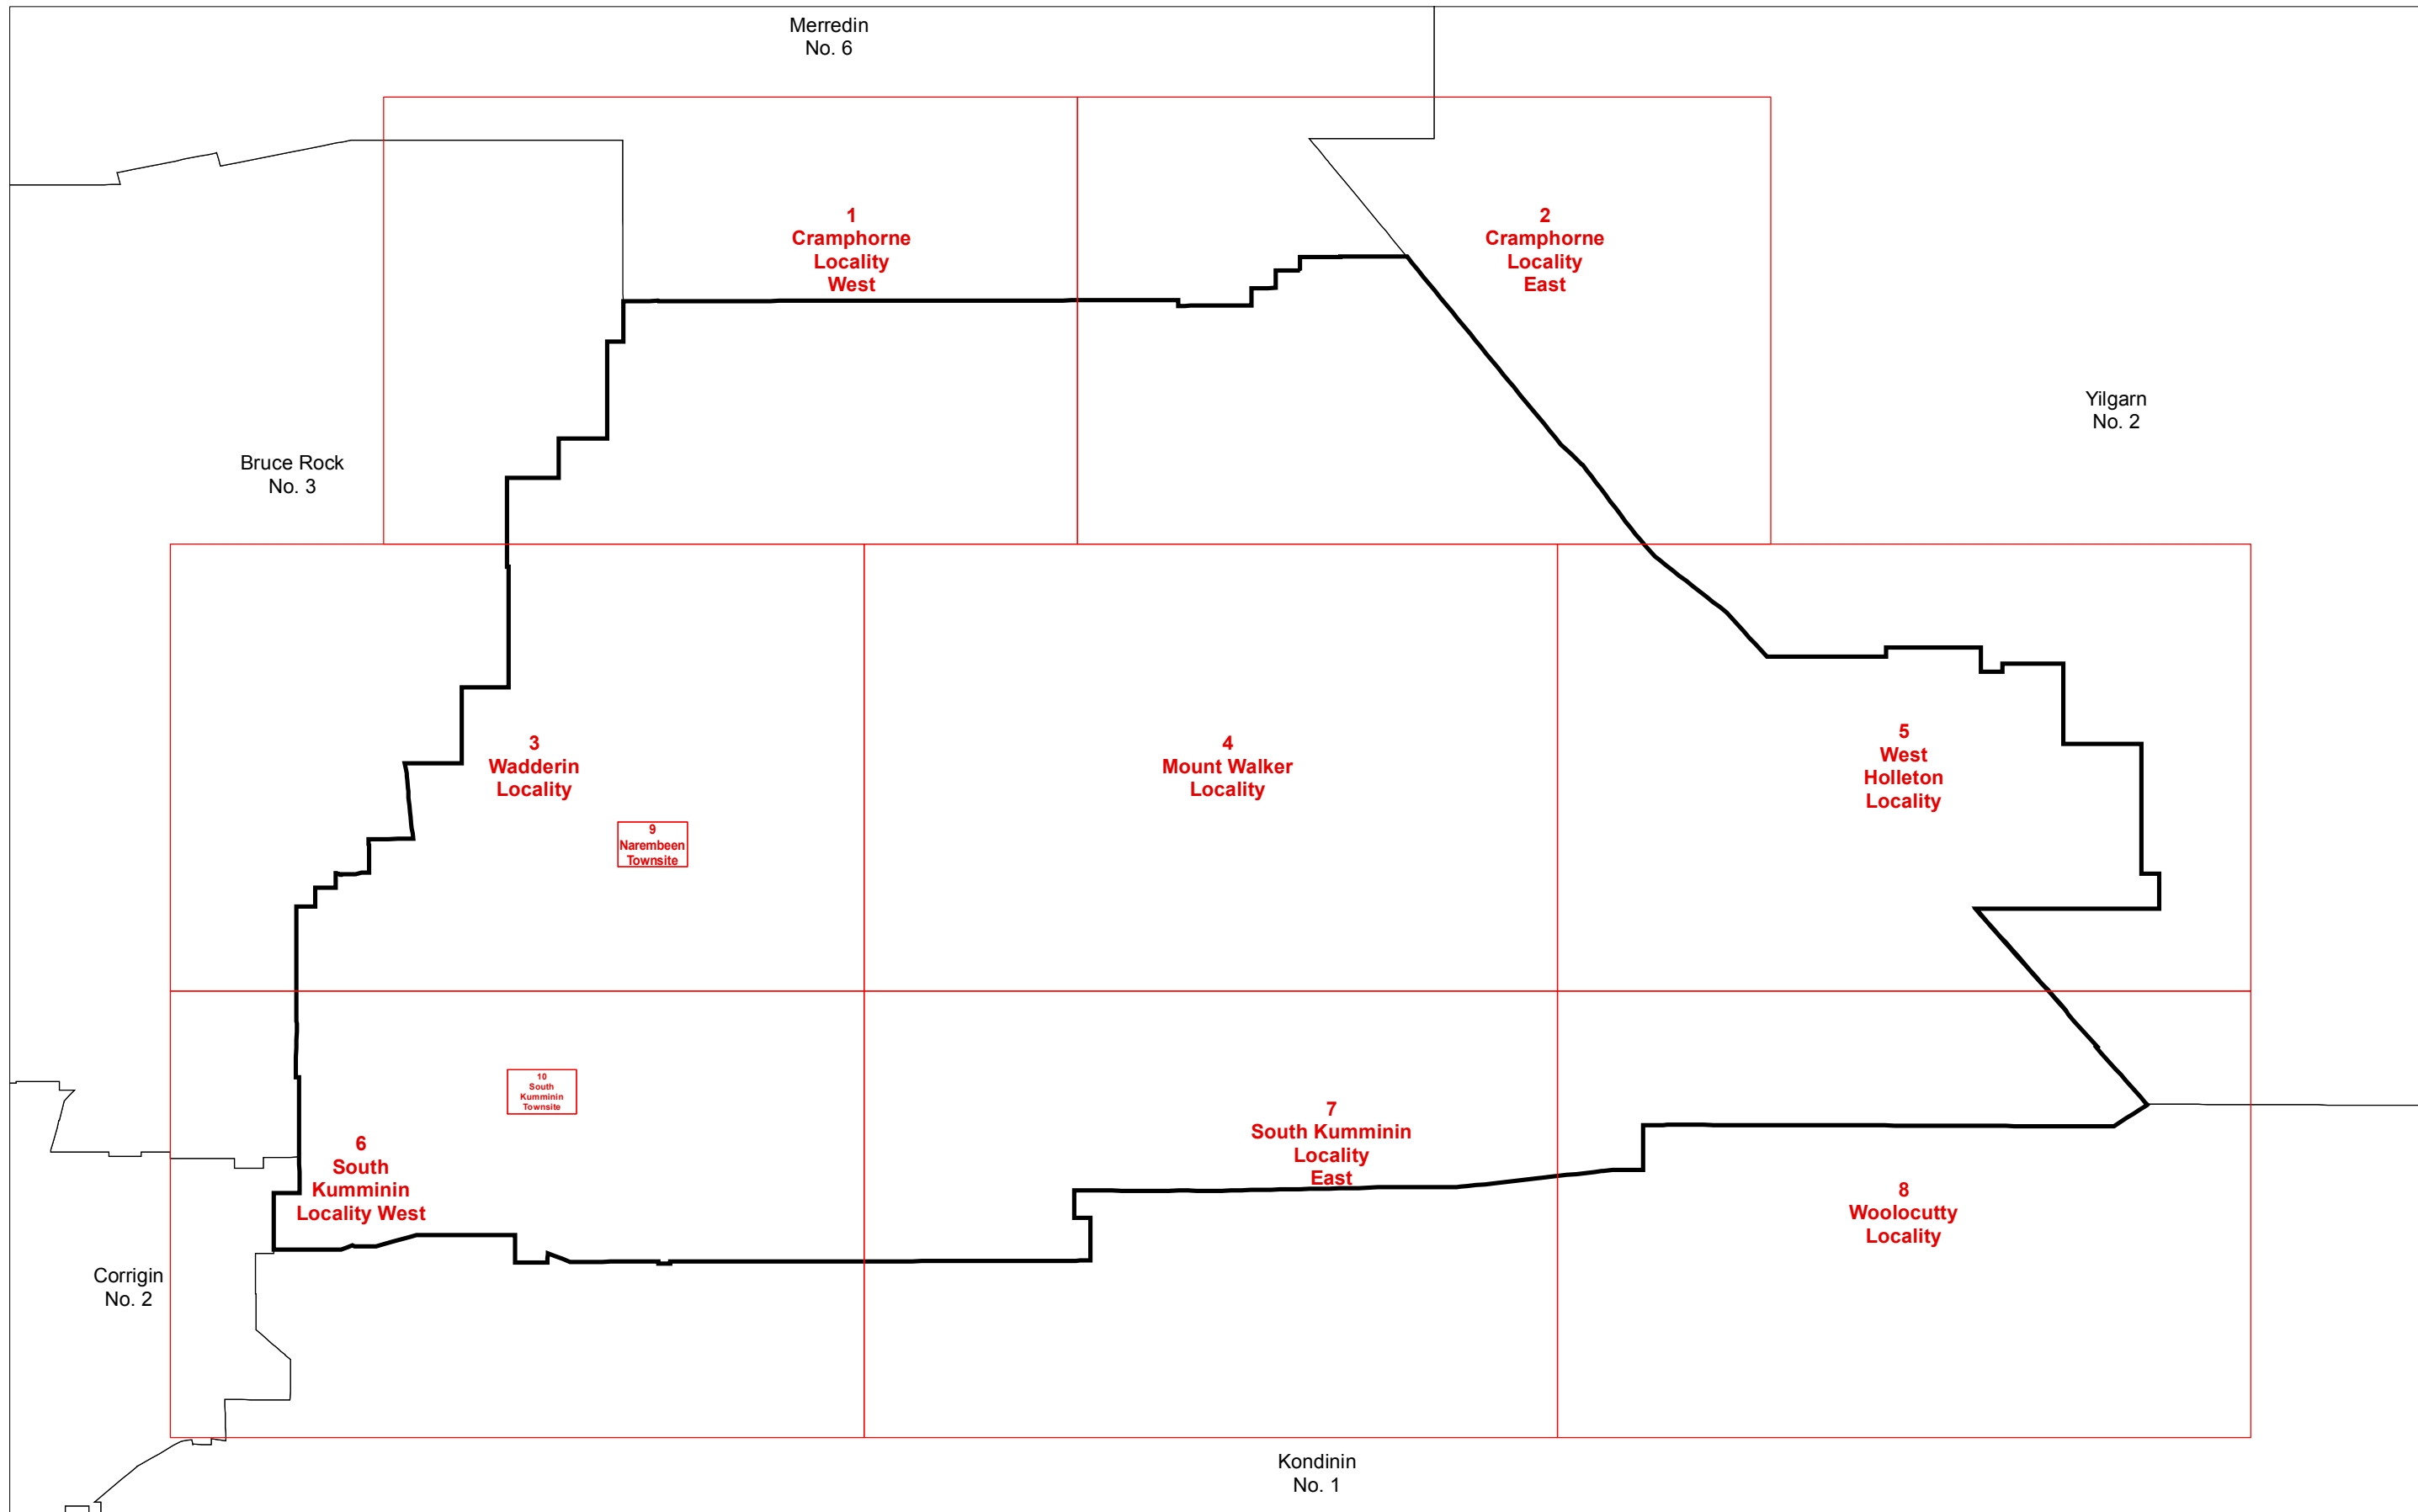 Merredin
No. 6
1
Cramphorne
Locality
West
2
Cramphorne
Locality
East
Yilgarn
No. 2
Bruce Rock
No. 3
3
Wadderin
Locality
4
Mount Walker
Locality
5
West
Holleton
Locality
9
Narembeen
Townsite
10
South
Kumminin
Townsite
6
South
Kumminin
Locality West
7
South Kumminin
Locality
East
8
Woolocutty
Locality
Corrigin
No. 2
Kondinin
No. 1